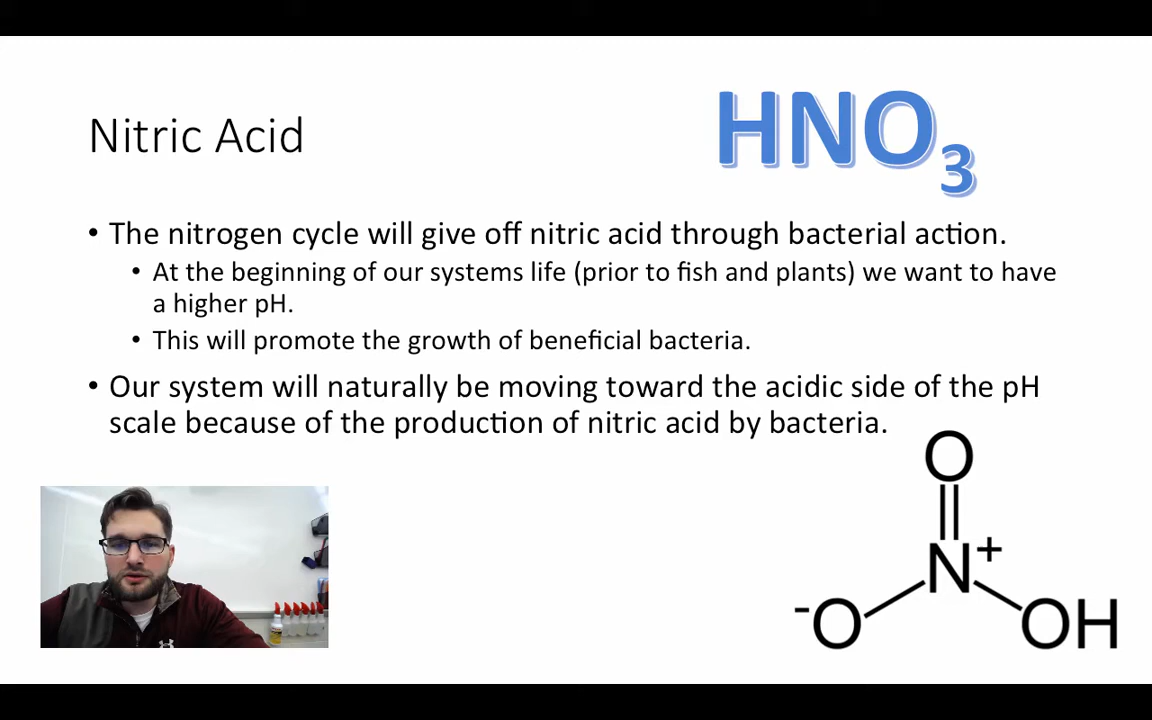 Nitric Acid
HNO₃
• The nitrogen cycle will give off nitric acid through bacterial action.
• At the beginning of our systems life (prior to fish and plants) we want to have
a higher pH.
• This will promote the growth of beneficial bacteria.
• Our system will naturally be moving toward the acidic side of the pH
scale because of the production of nitric acid by bacteria.
O
N+
-O
OH